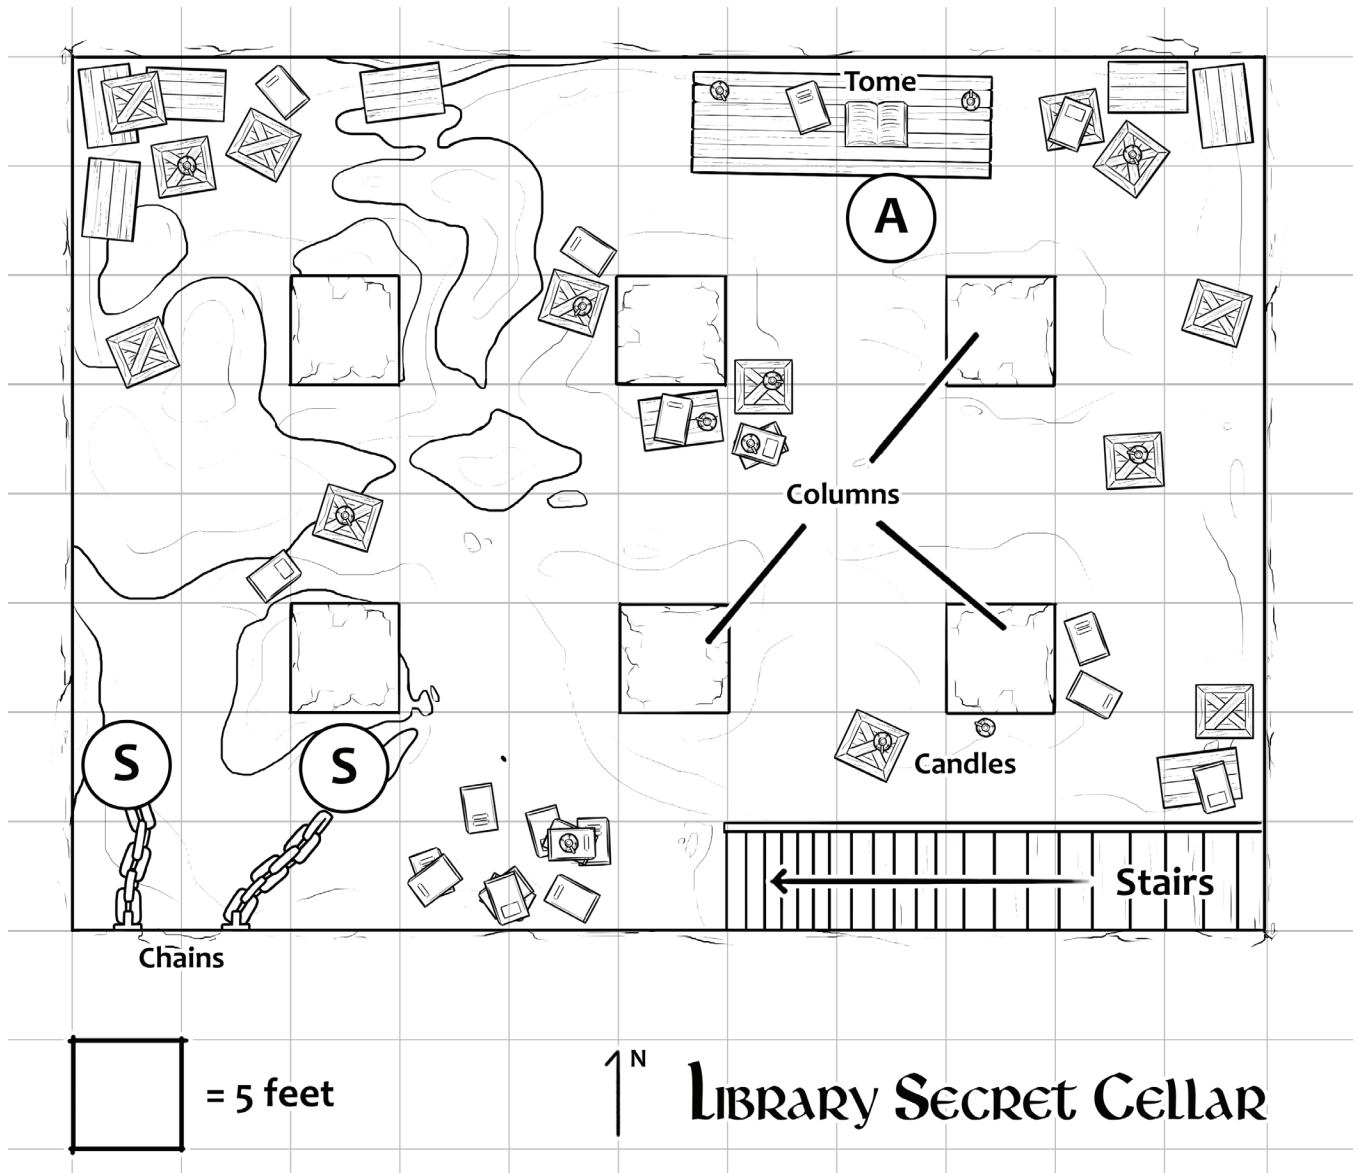 Tome
A
Columns
S
S
Candles
Stairs
Chains
= 5 feet
N
Library Secret Cellar